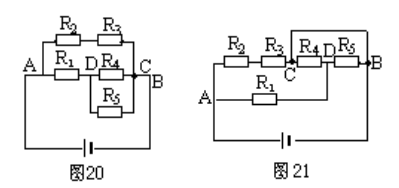 R2 R3
A R1 D R4 C
B
R5
图20
R2 R3 R4 D R5
C B
A R1
图21